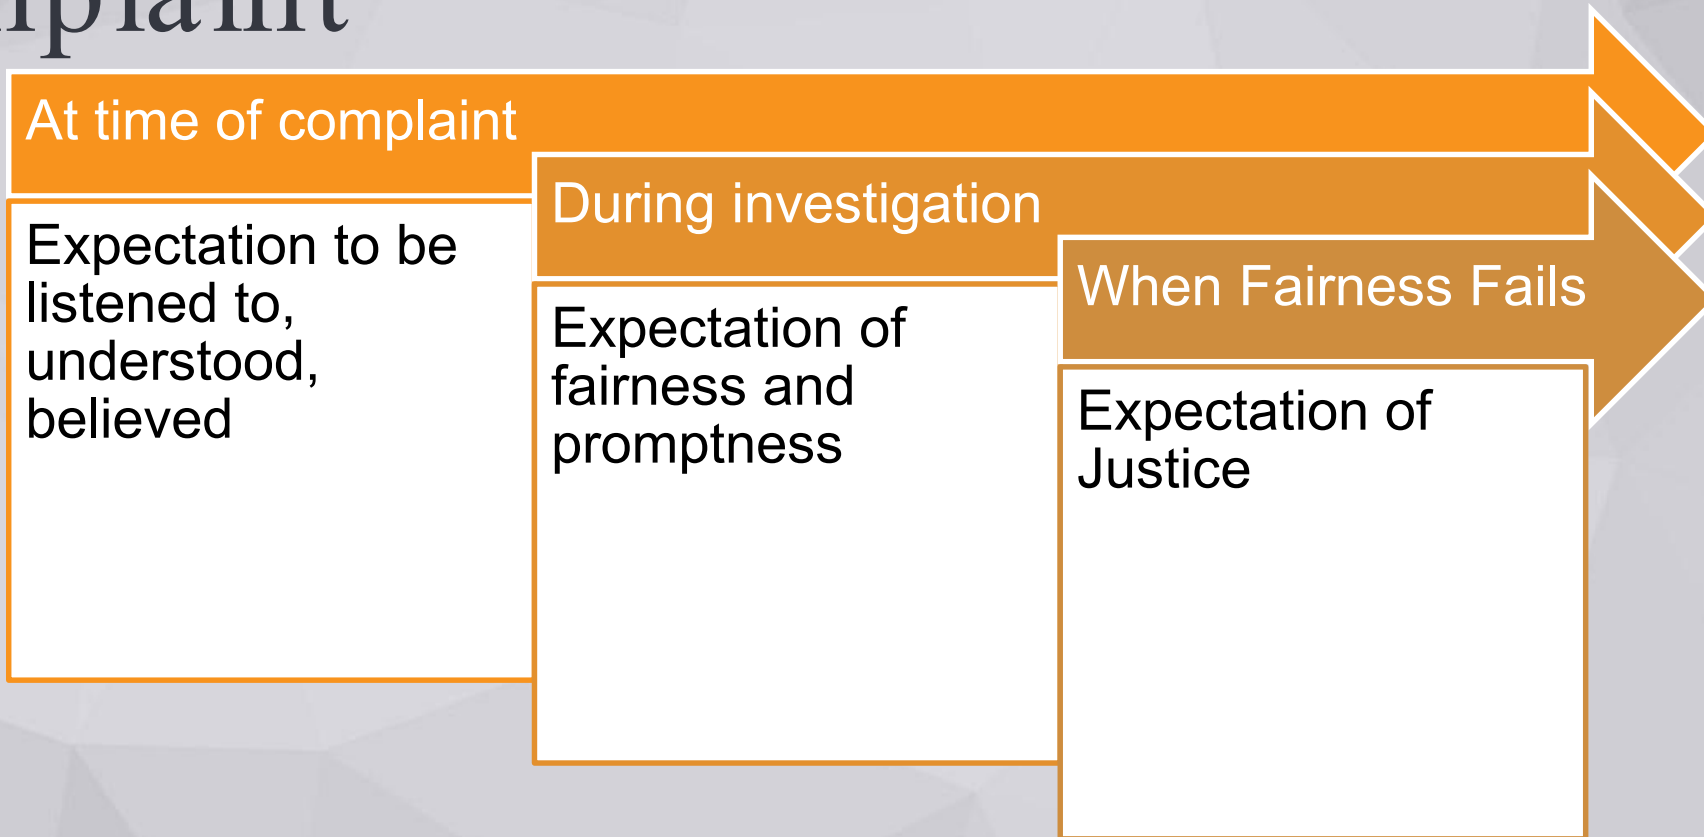 At time of complaint
Expectation to be
listened to,
understood,
believed
During investigation
Expectation of
fairness and
promptness
When Fairness Fails
Expectation of
Justice